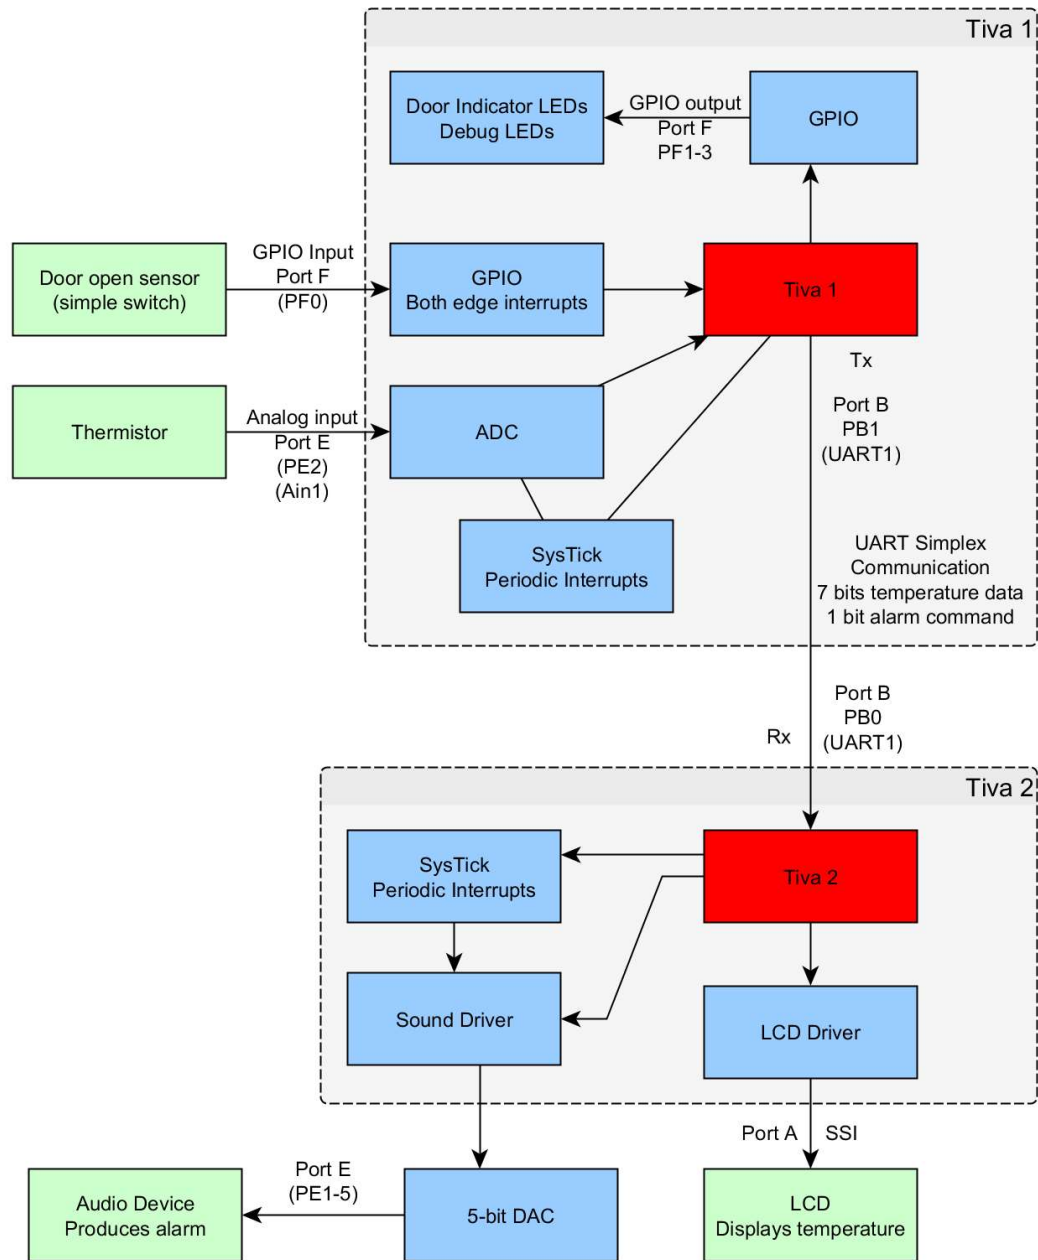 Tiva 1
Door Indicator LEDs
Debug LEDs
GPIO output
Port F
PF1-3
GPIO
Door open sensor
(simple switch)
GPIO Input
Port F
(PF0)
GPIO
Both edge interrupts
Tiva 1
Thermistor
Analog input
Port E
(PE2)
(Ain1)
ADC
Tx
Port B
PB1
(UART1)
SysTick
Periodic Interrupts
UART Simplex
Communication
7 bits temperature data
1 bit alarm command
Port B
PB0
(UART1)
Rx
Tiva 2
SysTick
Periodic Interrupts
Tiva 2
Sound Driver
LCD Driver
Port A
SSI
Audio Device
Produces alarm
Port E
(PE1-5)
5-bit DAC
LCD
Displays temperature